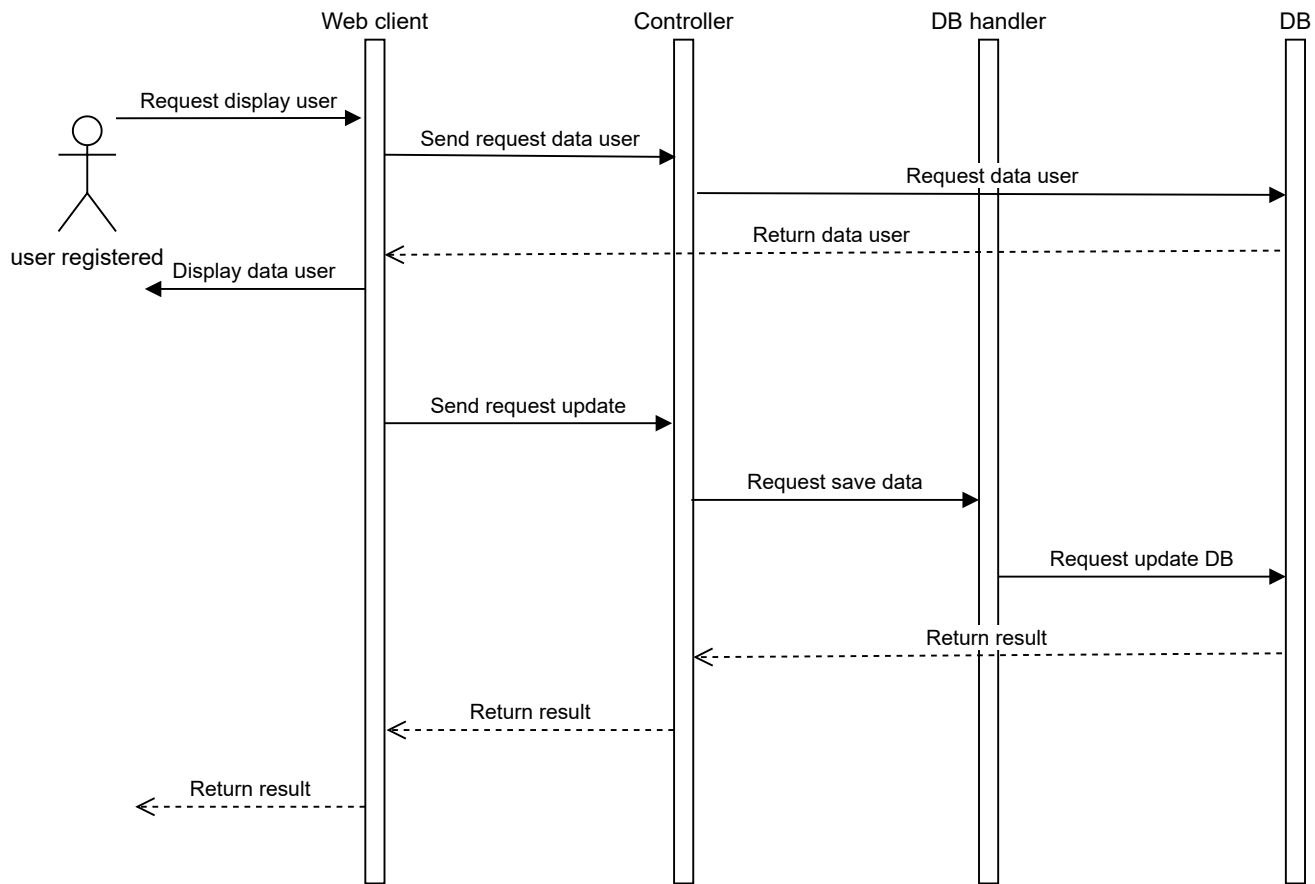 Web client
Controller
DB handler
DB
Request display user
Send request data user
Request data user
Return data user
user registered
Display data user
Send request update
Request save data
Request update DB
Return result
Return result
Return result